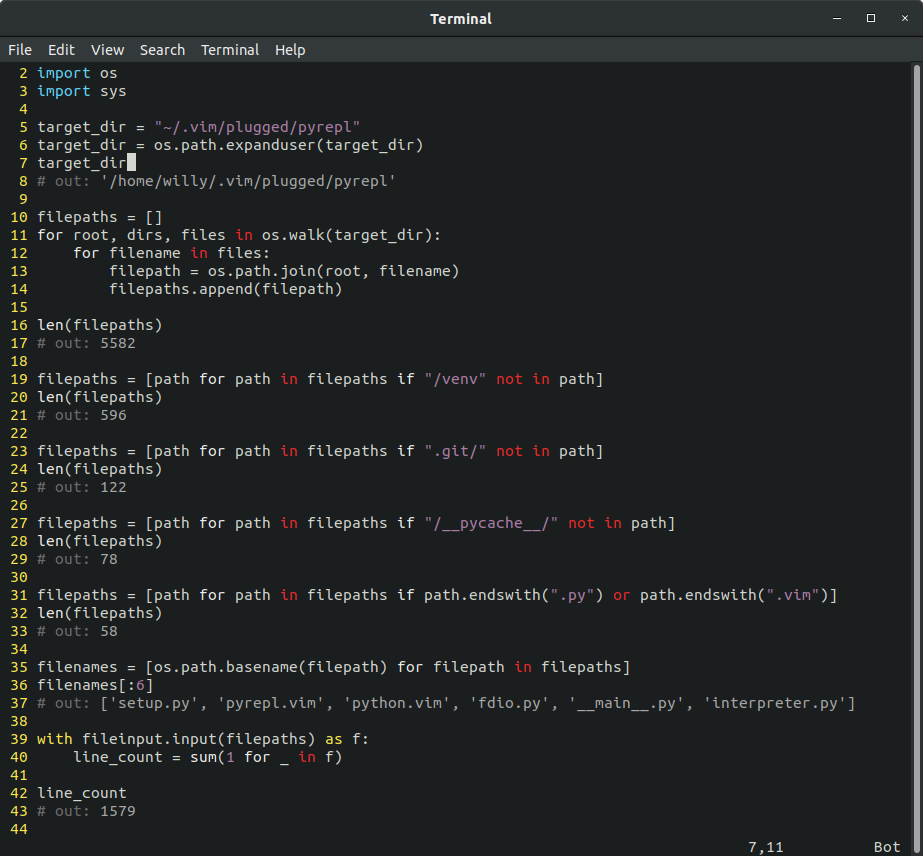 Terminal
File Edit View Search Terminal Help
2 import os
3 import sys
4
5 target_dir = "~/.vim/plugged/pyrepl"
6 target_dir = os.path.expanduser(target_dir)
7 target_dir
8 # out: '/home/willy/.vim/plugged/pyrepl'
9
10 filepaths = []
11 for root, dirs, files in os.walk(target_dir):
12     for filename in files:
13         filepath = os.path.join(root, filename)
14         filepaths.append(filepath)
15
16 len(filepaths)
17 # out: 5582
18
19 filepaths = [path for path in filepaths if "/venv" not in path]
20 len(filepaths)
21 # out: 596
22
23 filepaths = [path for path in filepaths if ".git/" not in path]
24 len(filepaths)
25 # out: 122
26
27 filepaths = [path for path in filepaths if "/__pycache__/" not in path]
28 len(filepaths)
29 # out: 78
30
31 filepaths = [path for path in filepaths if path.endswith(".py") or path.endswith(".vim")]
32 len(filepaths)
33 # out: 58
34
35 filenames = [os.path.basename(filepath) for filepath in filepaths]
36 filenames[:6]
37 # out: ['setup.py', 'pyrepl.vim', 'python.vim', 'fdio.py', '__main__.py', 'interpreter.py']
38
39 with fileinput.input(filepaths) as f:
40     line_count = sum(1 for _ in f)
41
42 line_count
43 # out: 1579
44
7,11 Bot